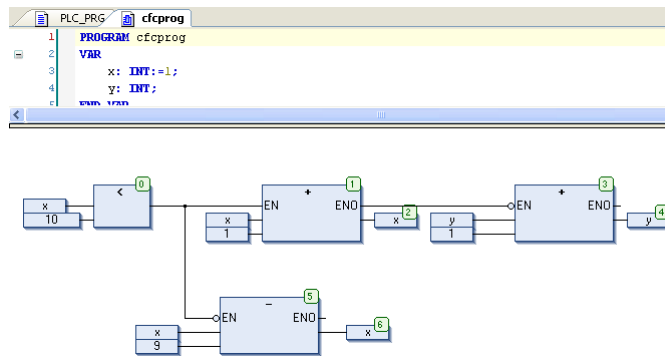 PLC_PRG cfcprog
1 PROGRAM cfcprog
2 VAR
3 x: INT:=1;
4 y: INT;
5 END_VAR
< 0 + 1 + 3
x EN ENO EN ENO
10 x x 2 y y 4
1 1
- 5
EN ENO
x x 6
9